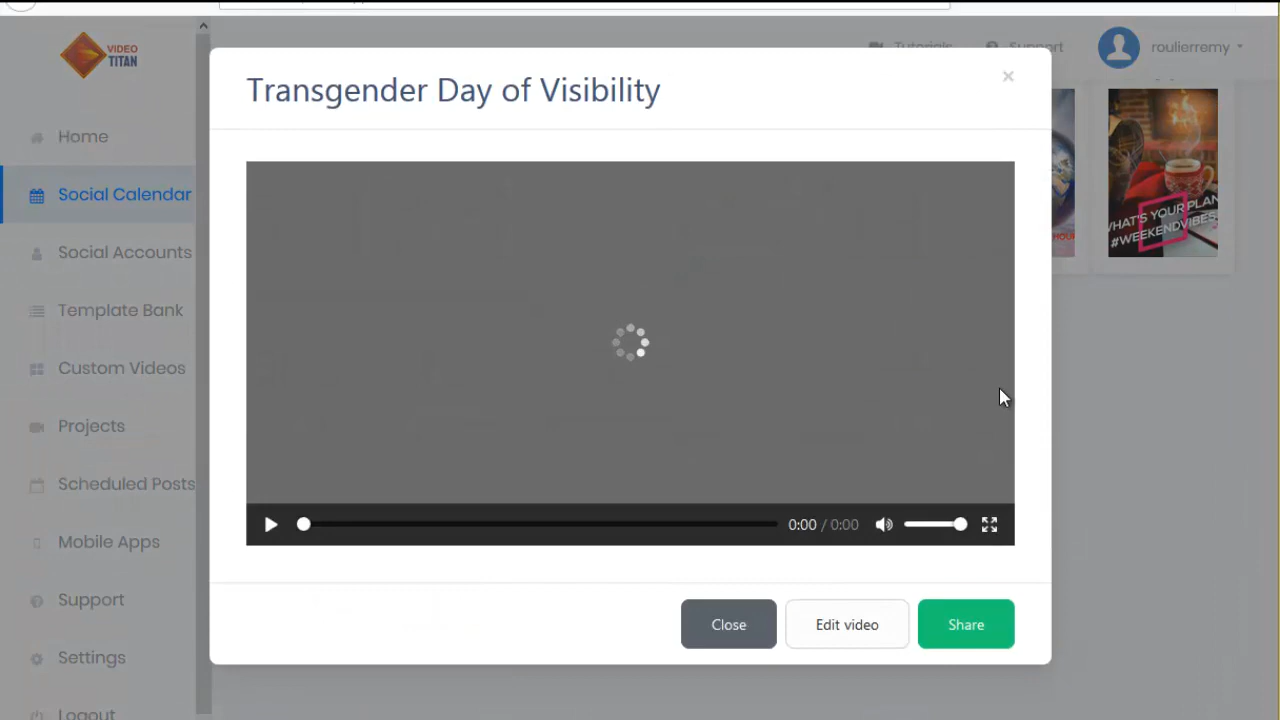 VIDEO
TITAN
Tutorials
Support
roulierremy
Home
Social Calendar
Social Accounts
Template Bank
Custom Videos
Projects
Scheduled Posts
Mobile Apps
Support
Settings
Logout
Transgender Day of Visibility
×
0:00 / 0:00
Close
Edit video
Share
HOUR
WHAT'S YOUR PLAN
#WEEKENDVIBES